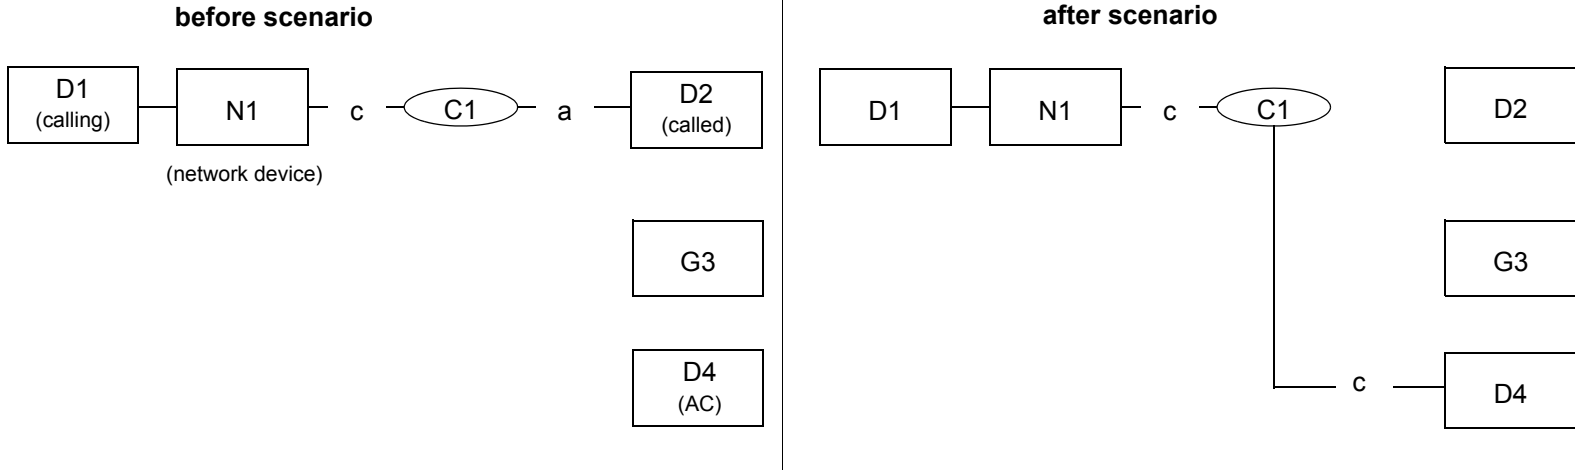 before scenario
D1
(calling)
N1
c
C1
a
D2
(called)
(network device)
G3
D4
(AC)
after scenario
D1
N1
c
C1
D2
G3
c
D4